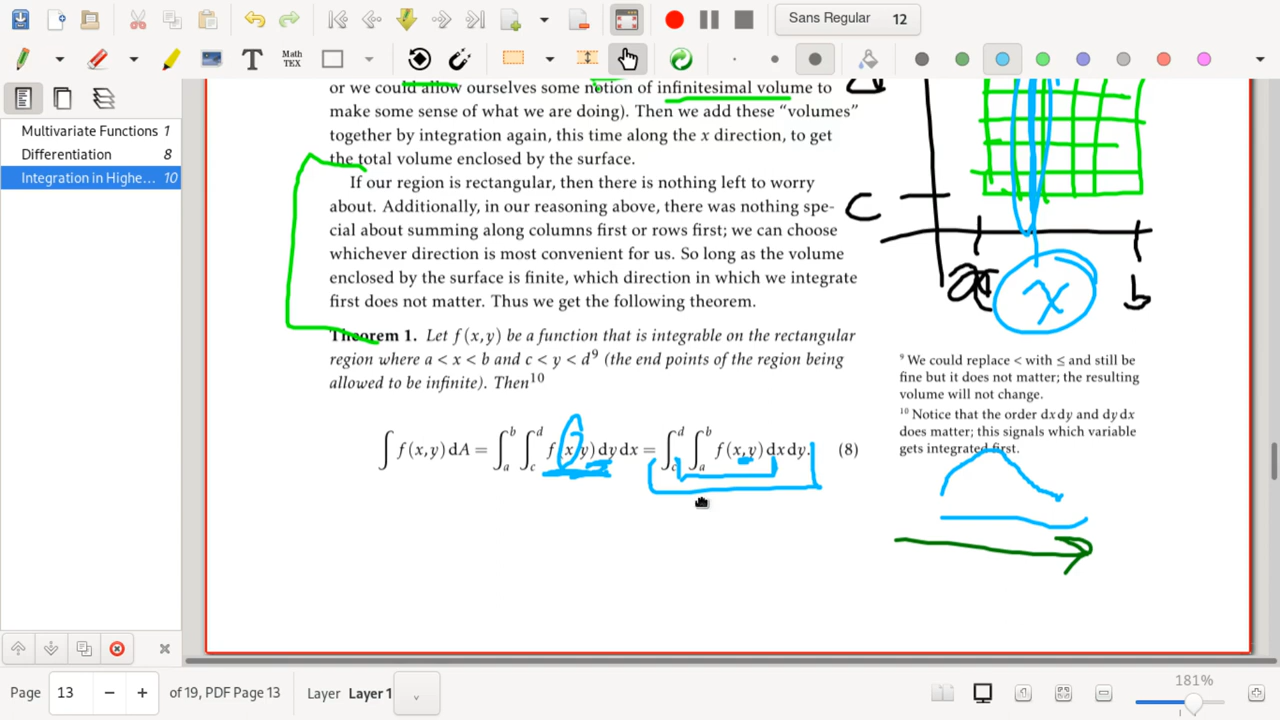 Sans Regular 12
Math
TEX
Multivariate Functions 1
Differentiation 8
Integration in Highe... 10
or we could allow ourselves some notion of infinitesimal volume to
make some sense of what we are doing). Then we add these “volumes”
together by integration again, this time along the x direction, to get
the total volume enclosed by the surface.
If our region is rectangular, then there is nothing left to worry
about. Additionally, in our reasoning above, there was nothing spe-
cial about summing along columns first or rows first; we can choose
whichever direction is most convenient for us. So long as the volume
enclosed by the surface is finite, which direction in which we integrate
first does not matter. Thus we get the following theorem.
Theorem 1. Let f(x,y) be a function that is integrable on the rectangular
region where a < x < b and c < y < d⁹ (the end points of the region being
allowed to be infinite). Then¹⁰
∫ f(x,y) dA = ∫_a^b ∫_c^d f(x,y) dy dx = ∫_c^d ∫_a^b f(x,y) dx dy. (8)
c
x
b
⁹ We could replace < with ≤ and still be
fine but it does not matter; the resulting
volume will not change.
¹⁰ Notice that the order dxdy and dydx
does matter; this signals which variable
gets integrated first.
Page 13 of 19, PDF Page 13 Layer Layer 1
181%